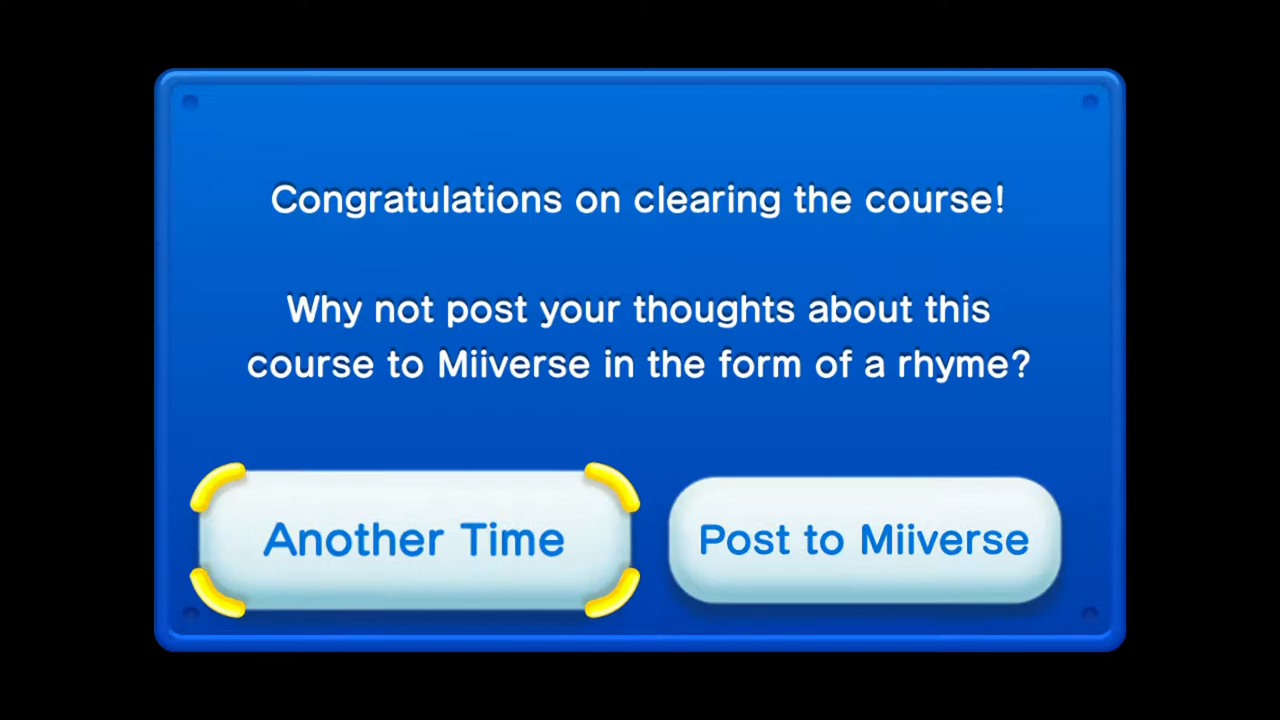 Congratulations on clearing the course!
Why not post your thoughts about this
course to Miiverse in the form of a rhyme?
Another Time
Post to Miiverse